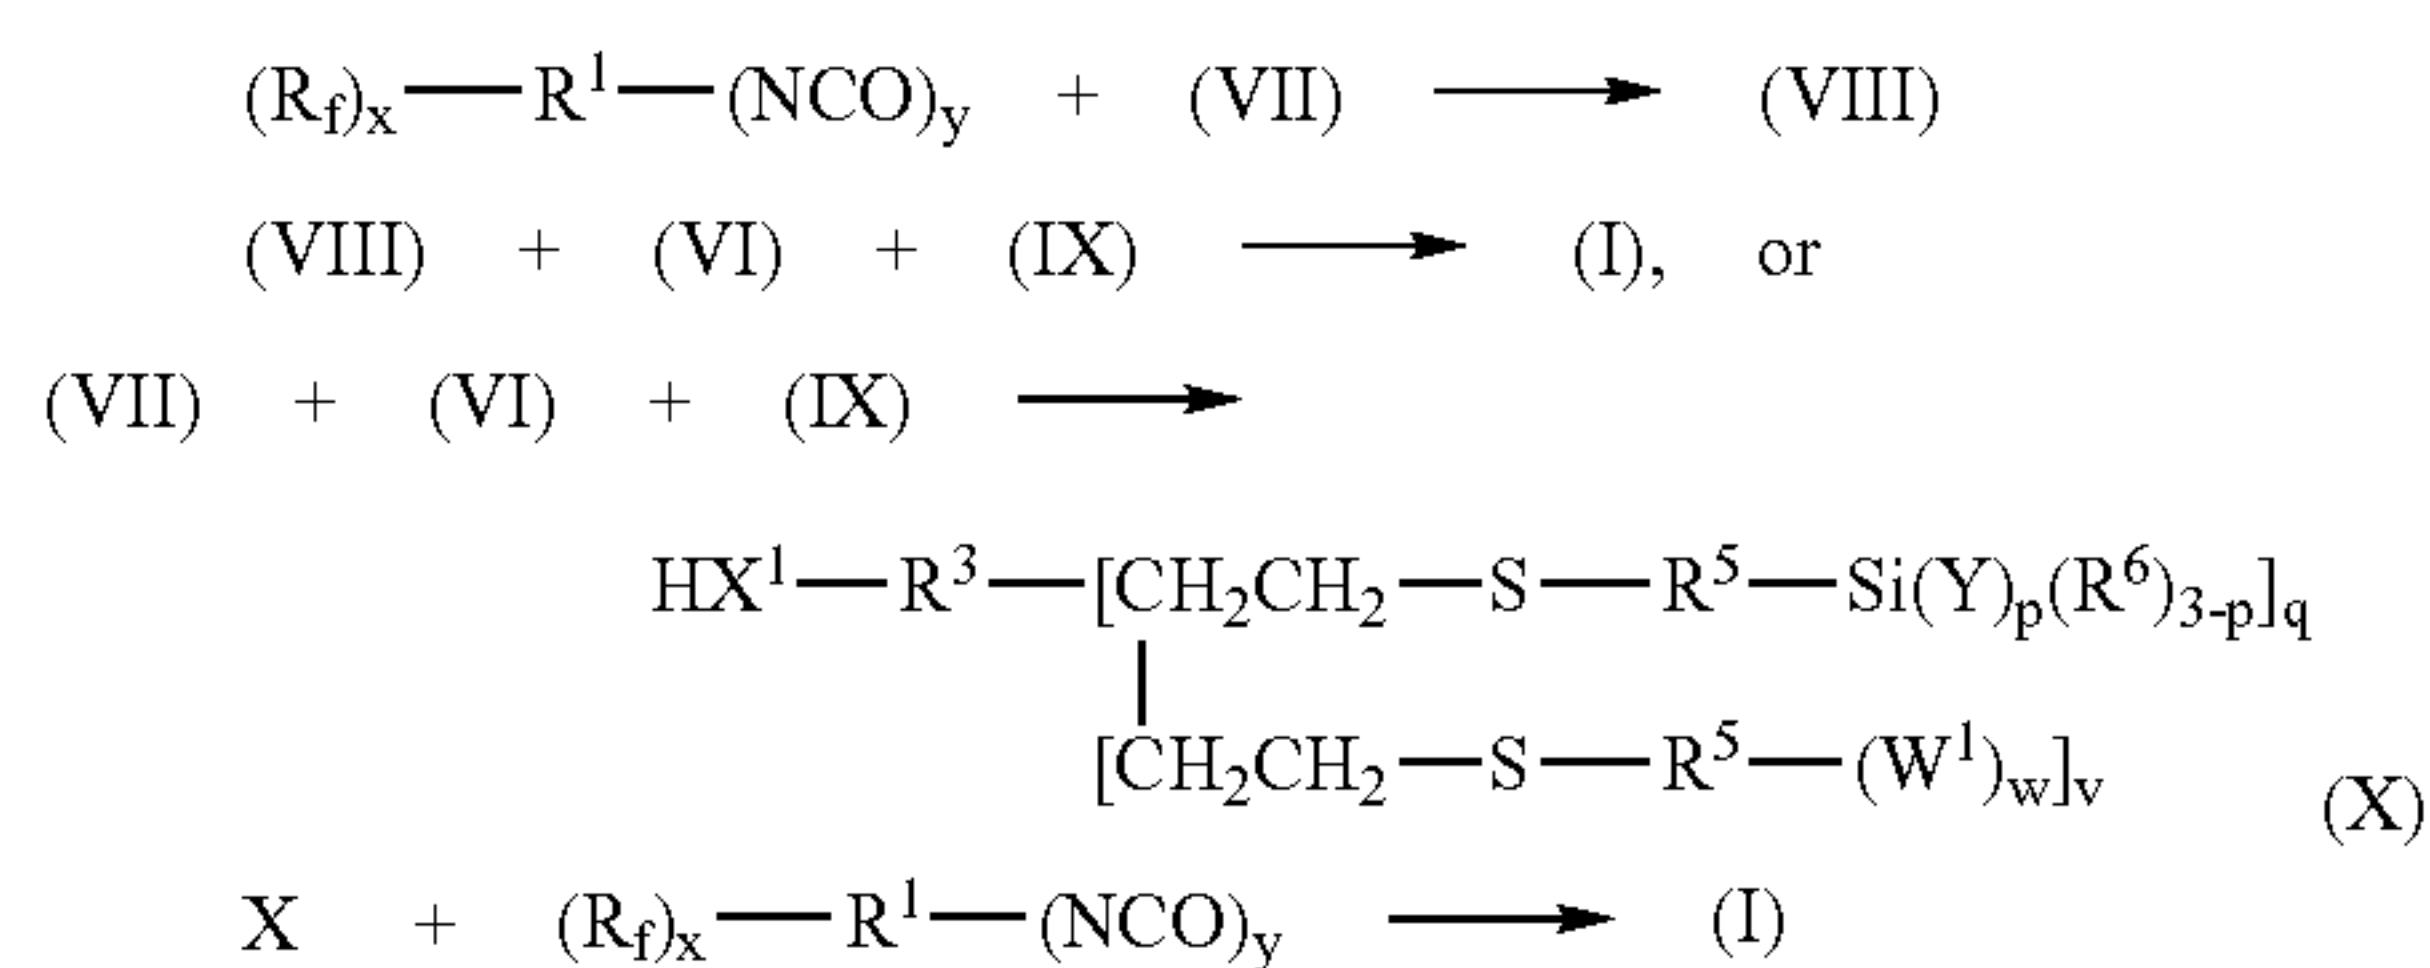 (R_f)_x—R^1—(NCO)_y + (VII) ⟶ (VIII)
(VIII) + (VI) + (IX) ⟶ (I), or
(VII) + (VI) + (IX) ⟶
HX^1—R^3—[CH_2CH_2—S—R^5—Si(Y)_p(R^6)_{3-p}]_q
[CH_2CH_2—S—R^5—(W^1)_w]_v
(X)
X + (R_f)_x—R^1—(NCO)_y ⟶ (I)